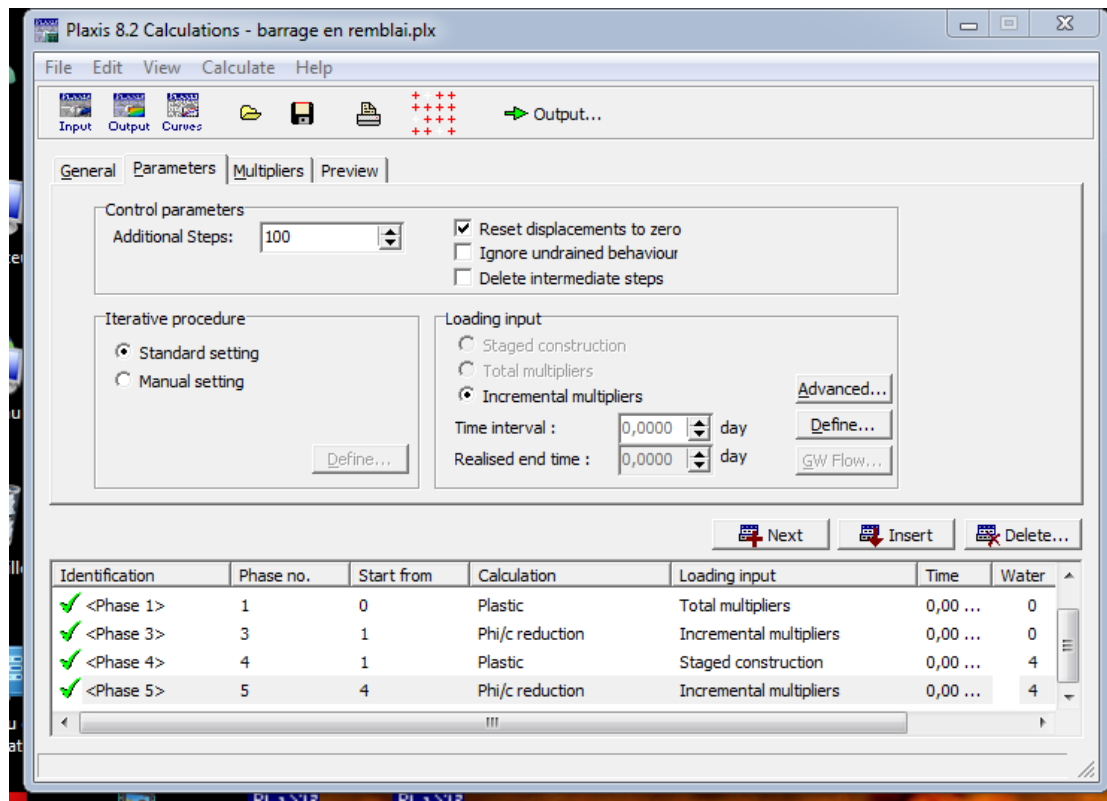 Plaxis 8.2 Calculations - barrage en remblai.plx
File Edit View Calculate Help
Input Output Curves Output...
General Parameters Multipliers Preview
Control parameters
Additional Steps: 100
Reset displacements to zero
Ignore undrained behaviour
Delete intermediate steps
Iterative procedure
Standard setting
Manual setting
Define...
Loading input
Staged construction
Total multipliers
Incremental multipliers
Advanced...
Time interval : 0,0000 day Define...
Realised end time : 0,0000 day GW Flow...
Next Insert Delete...
Identification Phase no. Start from Calculation Loading input Time Water
<Phase 1> 1 0 Plastic Total multipliers 0,00 ... 0
<Phase 3> 3 1 Phi/c reduction Incremental multipliers 0,00 ... 0
<Phase 4> 4 1 Plastic Staged construction 0,00 ... 4
<Phase 5> 5 4 Phi/c reduction Incremental multipliers 0,00 ... 4